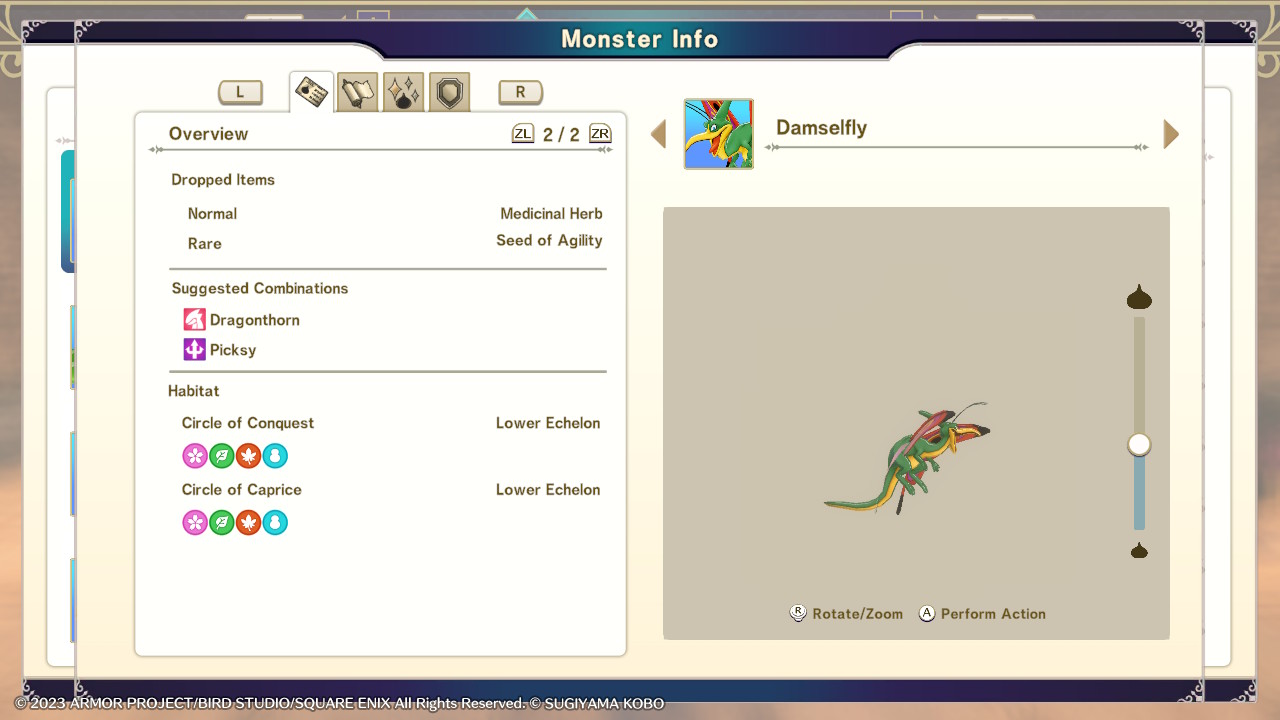 Monster Info
L
R
Overview
ZL 2 / 2 ZR
Dropped Items
Normal Medicinal Herb
Rare Seed of Agility
Suggested Combinations
Dragonthorn
Picksy
Habitat
Circle of Conquest Lower Echelon
Circle of Caprice Lower Echelon
Damselfly
R Rotate/Zoom A Perform Action
© 2023 ARMOR PROJECT/BIRD STUDIO/SQUARE ENIX All Rights Reserved. © SUGIYAMA KOBO